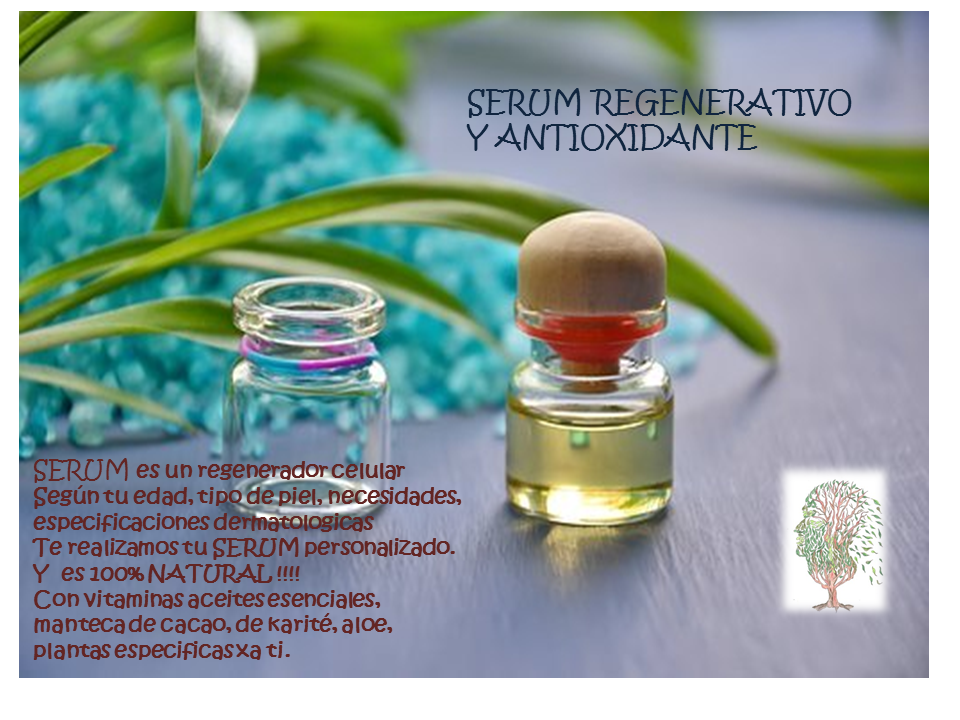 SERUM REGENERATIVO
Y ANTIOXIDANTE
SERUM es un regenerador celular
Según tu edad, tipo de piel, necesidades,
especificaciones dermatologicas
Te realizamos tu SERUM personalizado.
Y es 100% NATURAL !!!!
Con vitaminas aceites esenciales,
manteca de cacao, de karité, aloe,
plantas especificas xa ti.